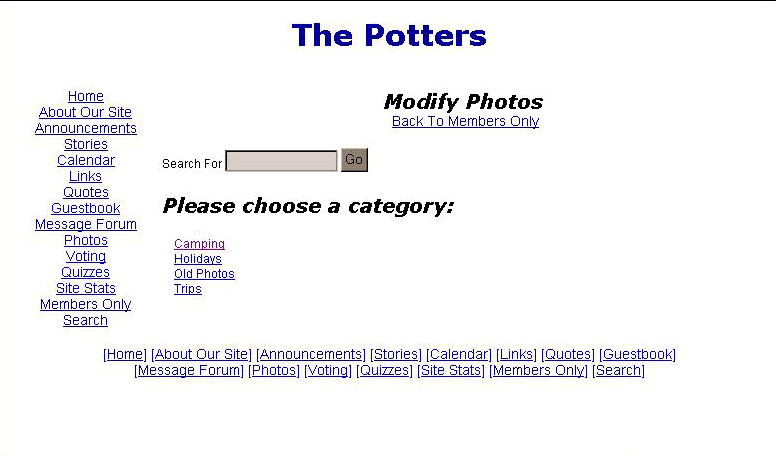 The Potters
Home
About Our Site
Announcements
Stories
Calendar
Links
Quotes
Guestbook
Message Forum
Photos
Voting
Quizzes
Site Stats
Members Only
Search
Modify Photos
Back To Members Only
Search For Go
Please choose a category:
Camping
Holidays
Old Photos
Trips
[Home] [About Our Site] [Announcements] [Stories] [Calendar] [Links] [Quotes] [Guestbook]
[Message Forum] [Photos] [Voting] [Quizzes] [Site Stats] [Members Only] [Search]